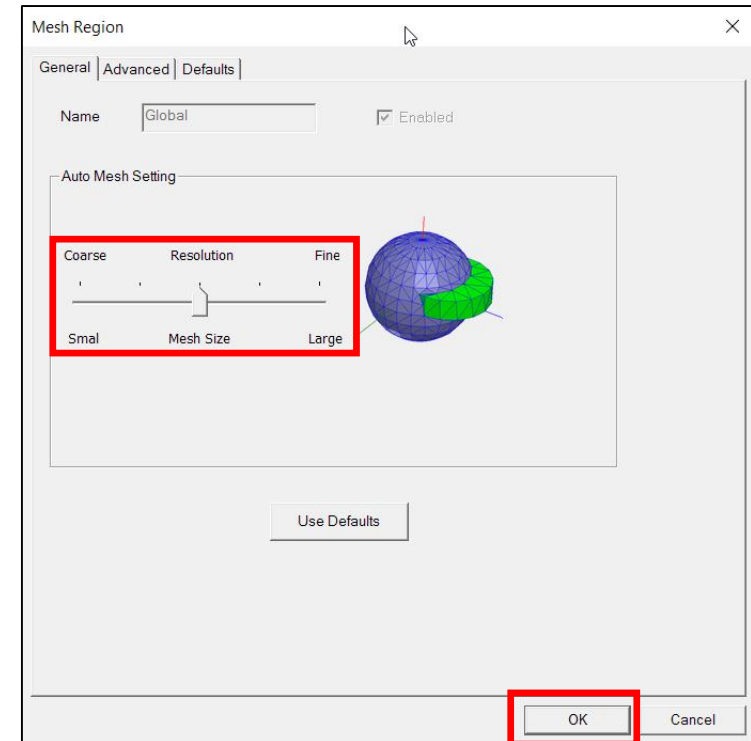 Mesh Region
General Advanced Defaults
Name Global Enabled
Auto Mesh Setting
Coarse Resolution Fine
Smal Mesh Size Large
Use Defaults
OK Cancel